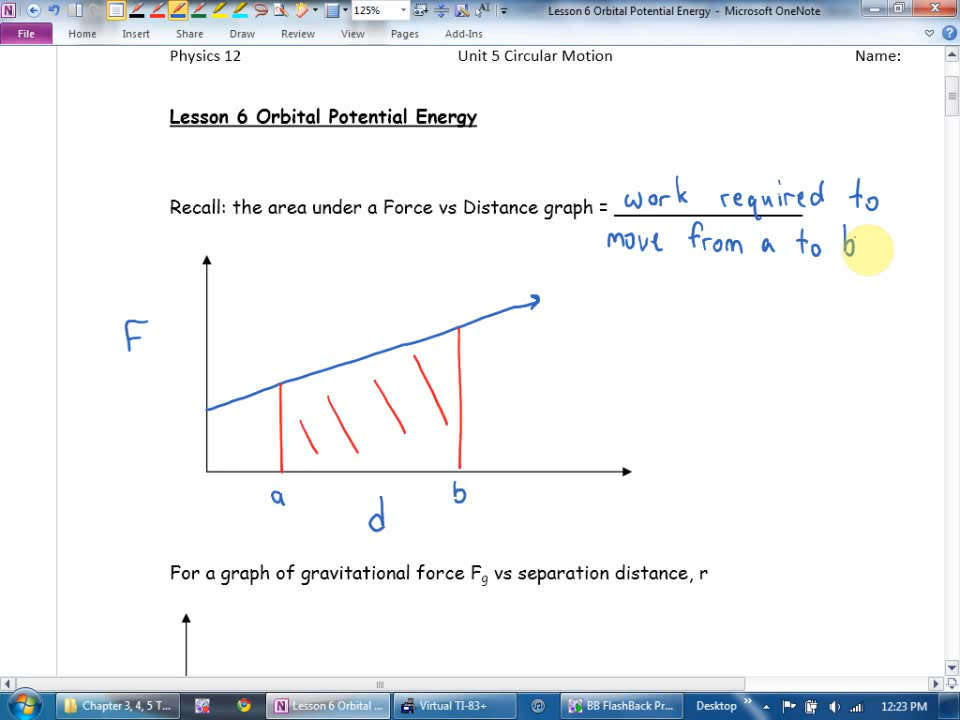 Lesson 6 Orbital Potential Energy - Microsoft OneNote
125%
File Home Insert Share Draw Review View Pages Add-Ins
Physics 12 Unit 5 Circular Motion Name:
Lesson 6 Orbital Potential Energy
Recall: the area under a Force vs Distance graph = work required to
move from a to b
F
a b
d
For a graph of gravitational force Fg vs separation distance, r
Chapter 3, 4, 5 T... Lesson 6 Orbital ... Virtual TI-83+ BB FlashBack Pr... Desktop 12:23 PM